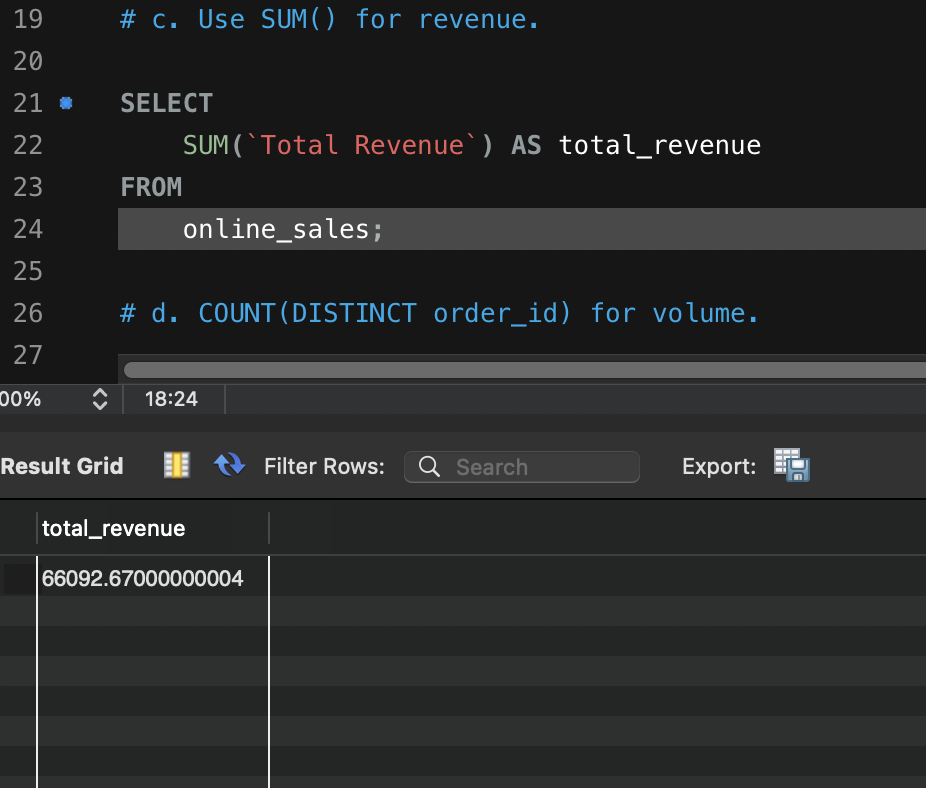 19 # c. Use SUM() for revenue.
20
21 SELECT
22 SUM(`Total Revenue`) AS total_revenue
23 FROM
24 online_sales;
25
26 # d. COUNT(DISTINCT order_id) for volume.
27
00% 18:24
Result Grid Filter Rows: Search Export:
total_revenue
66092.67000000004